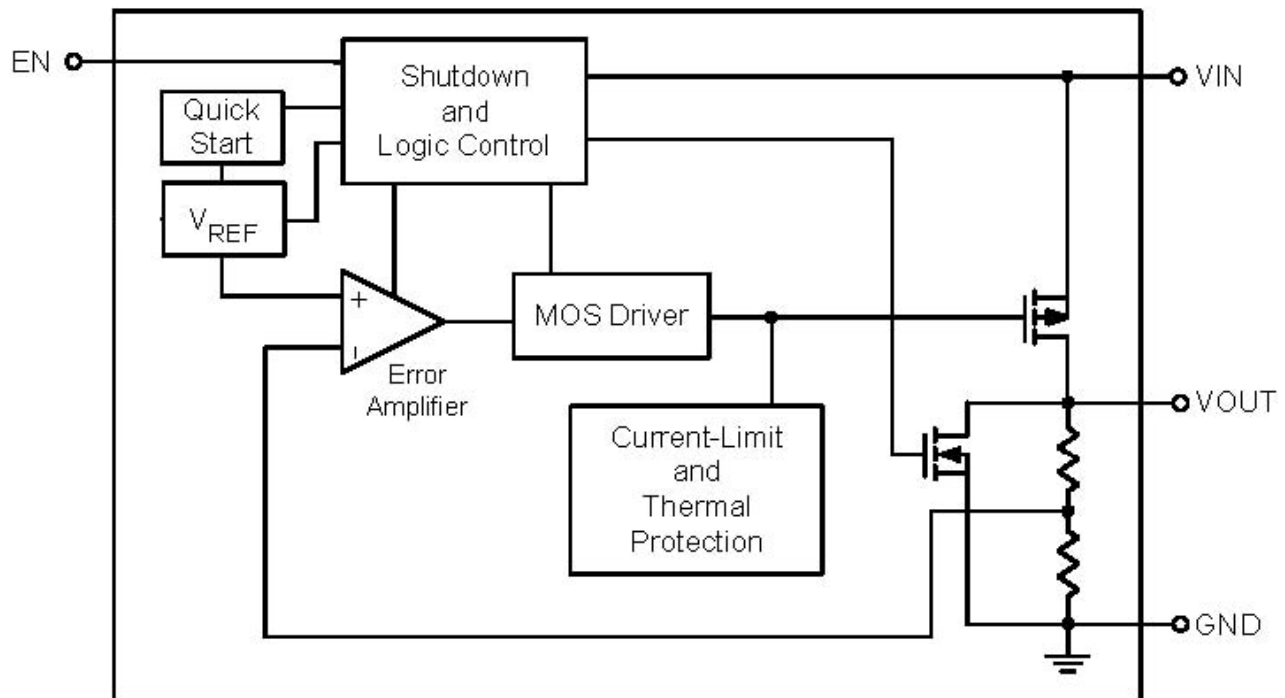 EN
Shutdown
and
Logic Control
VIN
Quick
Start
VREF
+
-
MOS Driver
Error
Amplifier
VOUT
Current-Limit
and
Thermal
Protection
GND